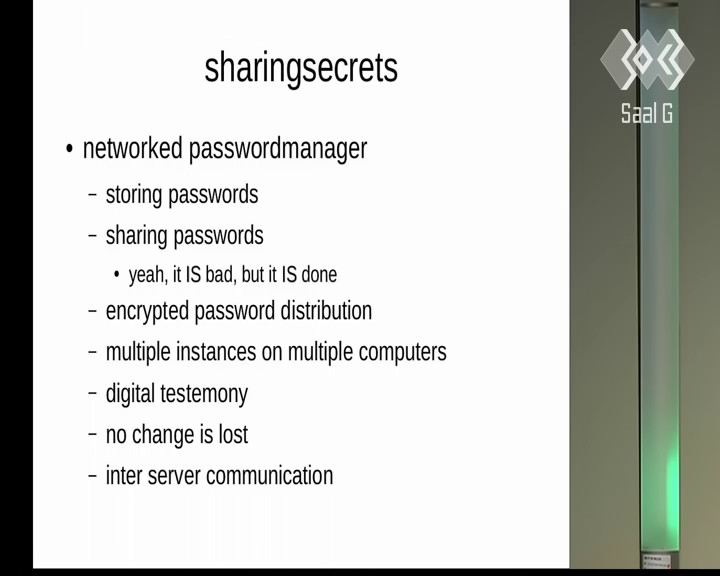 sharingsecrets
Saal G
• networked passwordmanager
– storing passwords
– sharing passwords
• yeah, it IS bad, but it IS done
– encrypted password distribution
– multiple instances on multiple computers
– digital testemony
– no change is lost
– inter server communication